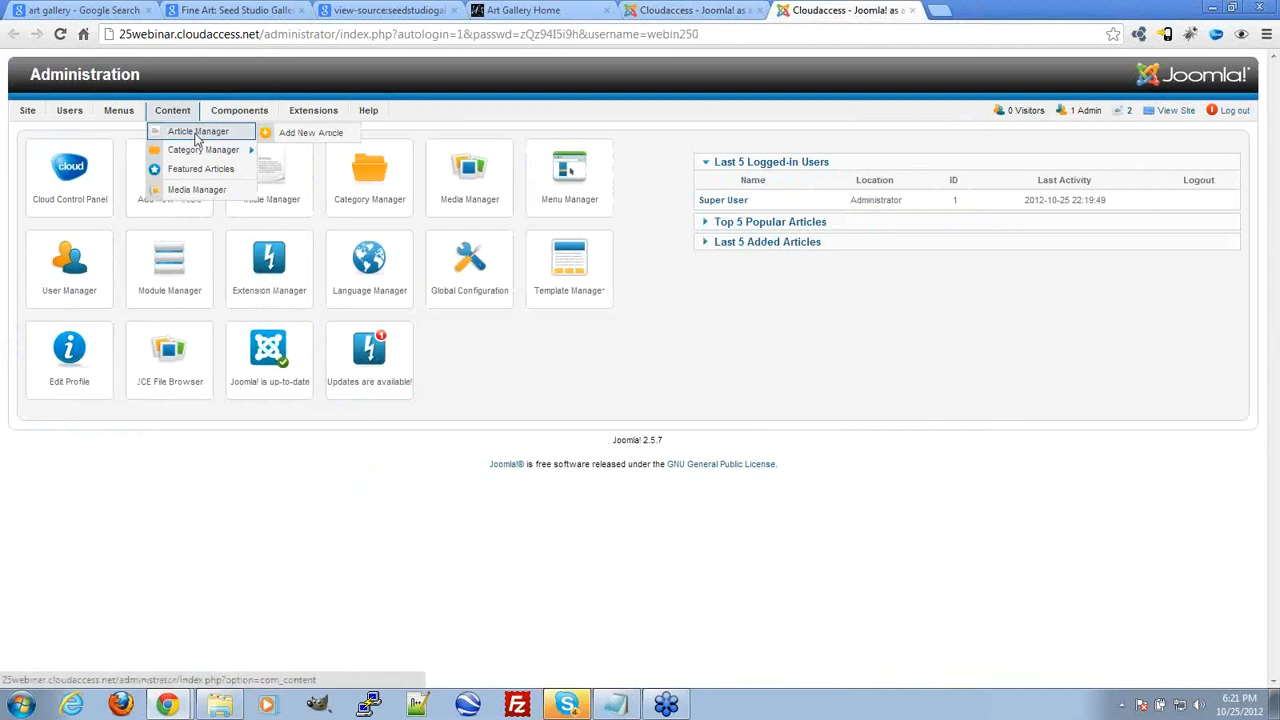 art gallery - Google Search
Fine Art: Seed Studio Galle
view-source:seedstudiogal
Art Gallery Home
Cloudaccess - Joomla! as a
Cloudaccess - Joomla! as a
25webinar.cloudaccess.net/administrator/index.php?autologin=1&passwd=zQz94I5i9h&username=webin250
Administration
Joomla!
Site Users Menus Content Components Extensions Help
0 Visitors 1 Admin 2 View Site Log out
Article Manager
Add New Article
Category Manager
Featured Articles
Media Manager
cloud
Cloud Control Panel
Category Manager
Media Manager
Menu Manager
User Manager
Module Manager
Extension Manager
Language Manager
Global Configuration
Template Manager
Edit Profile
JCE File Browser
Joomla! is up-to-date
1
Updates are available!
Last 5 Logged-in Users
Name Location ID Last Activity Logout
Super User Administrator 1 2012-10-25 22:19:49
Top 5 Popular Articles
Last 5 Added Articles
Joomla! 2.5.7
Joomla!® is free software released under the GNU General Public License.
25webinar.cloudaccess.net/administrator/index.php?option=com_content
6:21 PM
10/25/2012